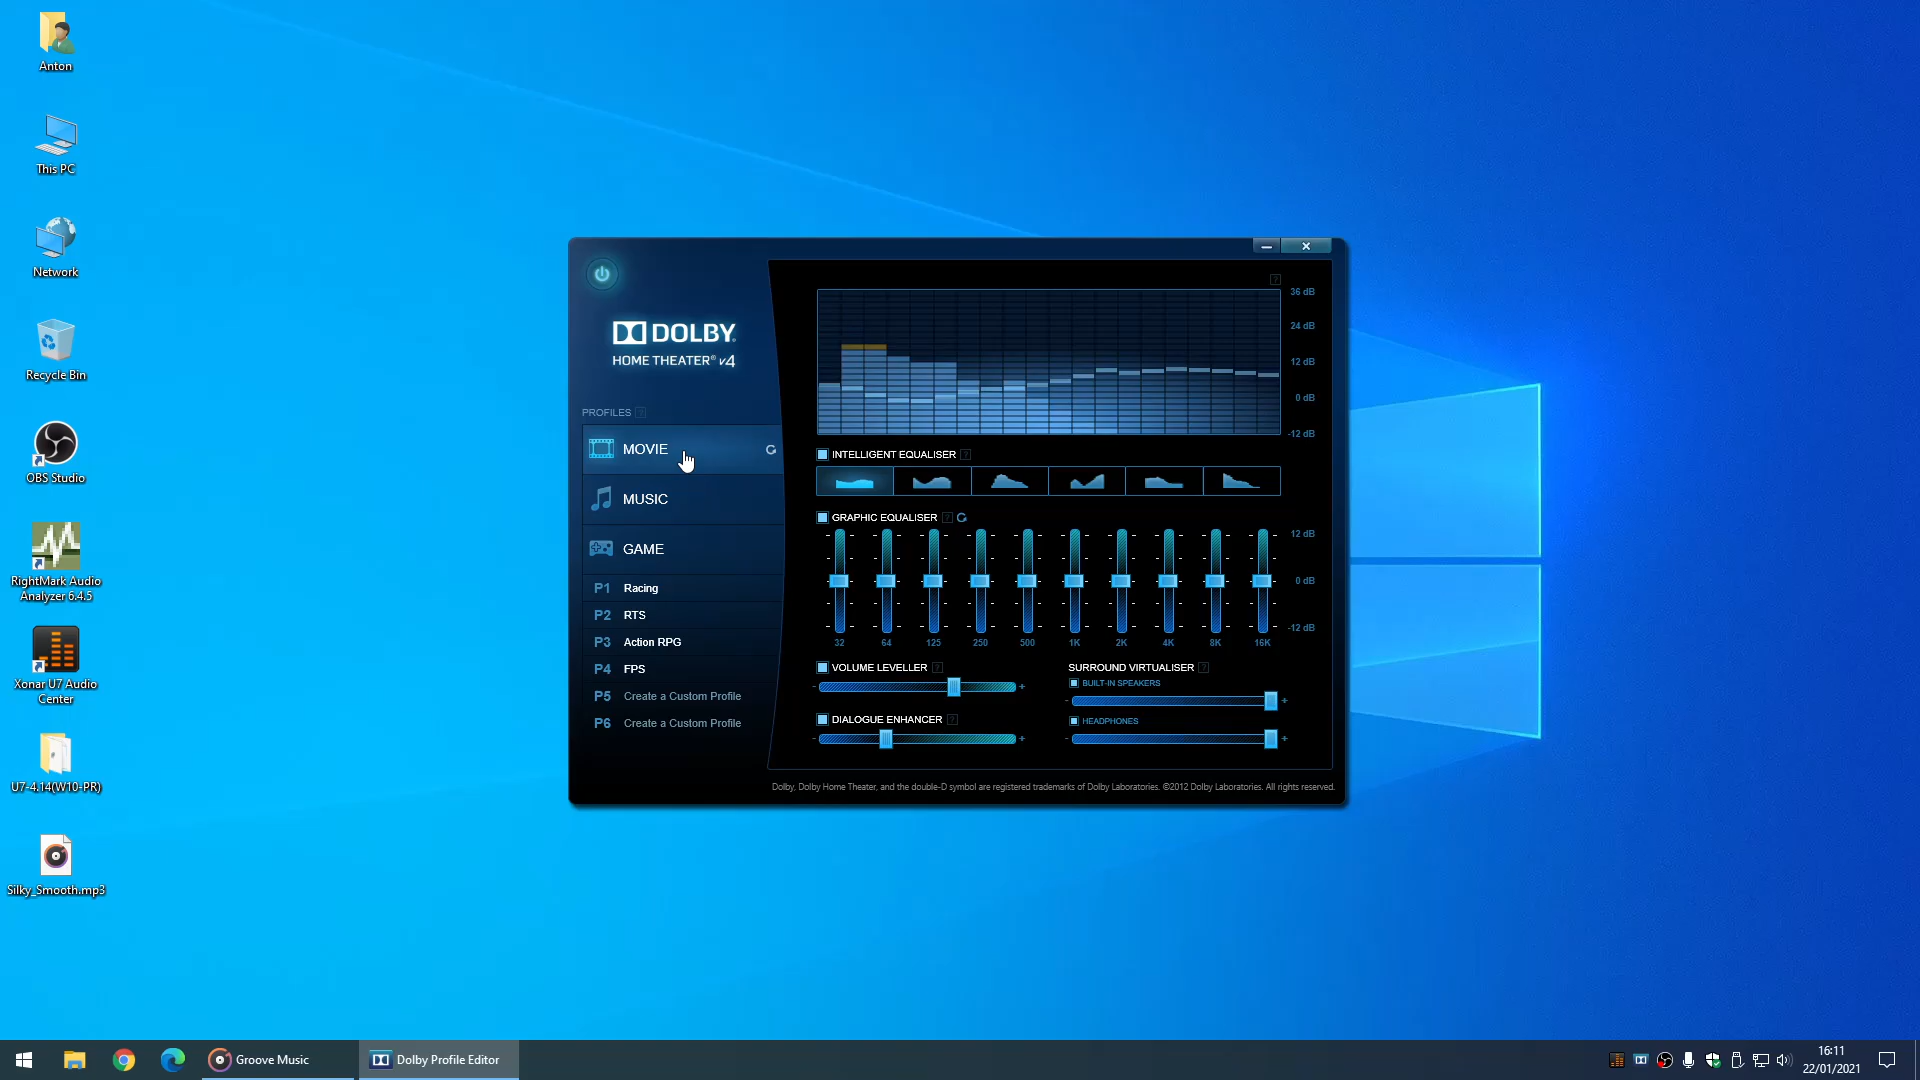 Anton
This PC
Network
Recycle Bin
OBS Studio
RightMark Audio
Analyzer 6.4.5
Xonar U7 Audio
Center
U7-4.14(W10-PR)
Silky_Smooth.mp3
DOLBY
HOME THEATER® v4
PROFILES ?
MOVIE
MUSIC
GAME
P1 Racing
P2 RTS
P3 Action RPG
P4 FPS
P5 Create a Custom Profile
P6 Create a Custom Profile
?
36 dB
24 dB
12 dB
0 dB
-12 dB
INTELLIGENT EQUALISER ?
GRAPHIC EQUALISER ?
12 dB
0 dB
-12 dB
32 64 125 250 500 1K 2K 4K 8K 16K
VOLUME LEVELLER ?
- +
DIALOGUE ENHANCER ?
- +
SURROUND VIRTUALISER ?
BUILT-IN SPEAKERS
- +
HEADPHONES
- +
Dolby, Dolby Home Theater, and the double-D symbol are registered trademarks of Dolby Laboratories. ©2012 Dolby Laboratories. All rights reserved.
Groove Music
Dolby Profile Editor
16:11
22/01/2021